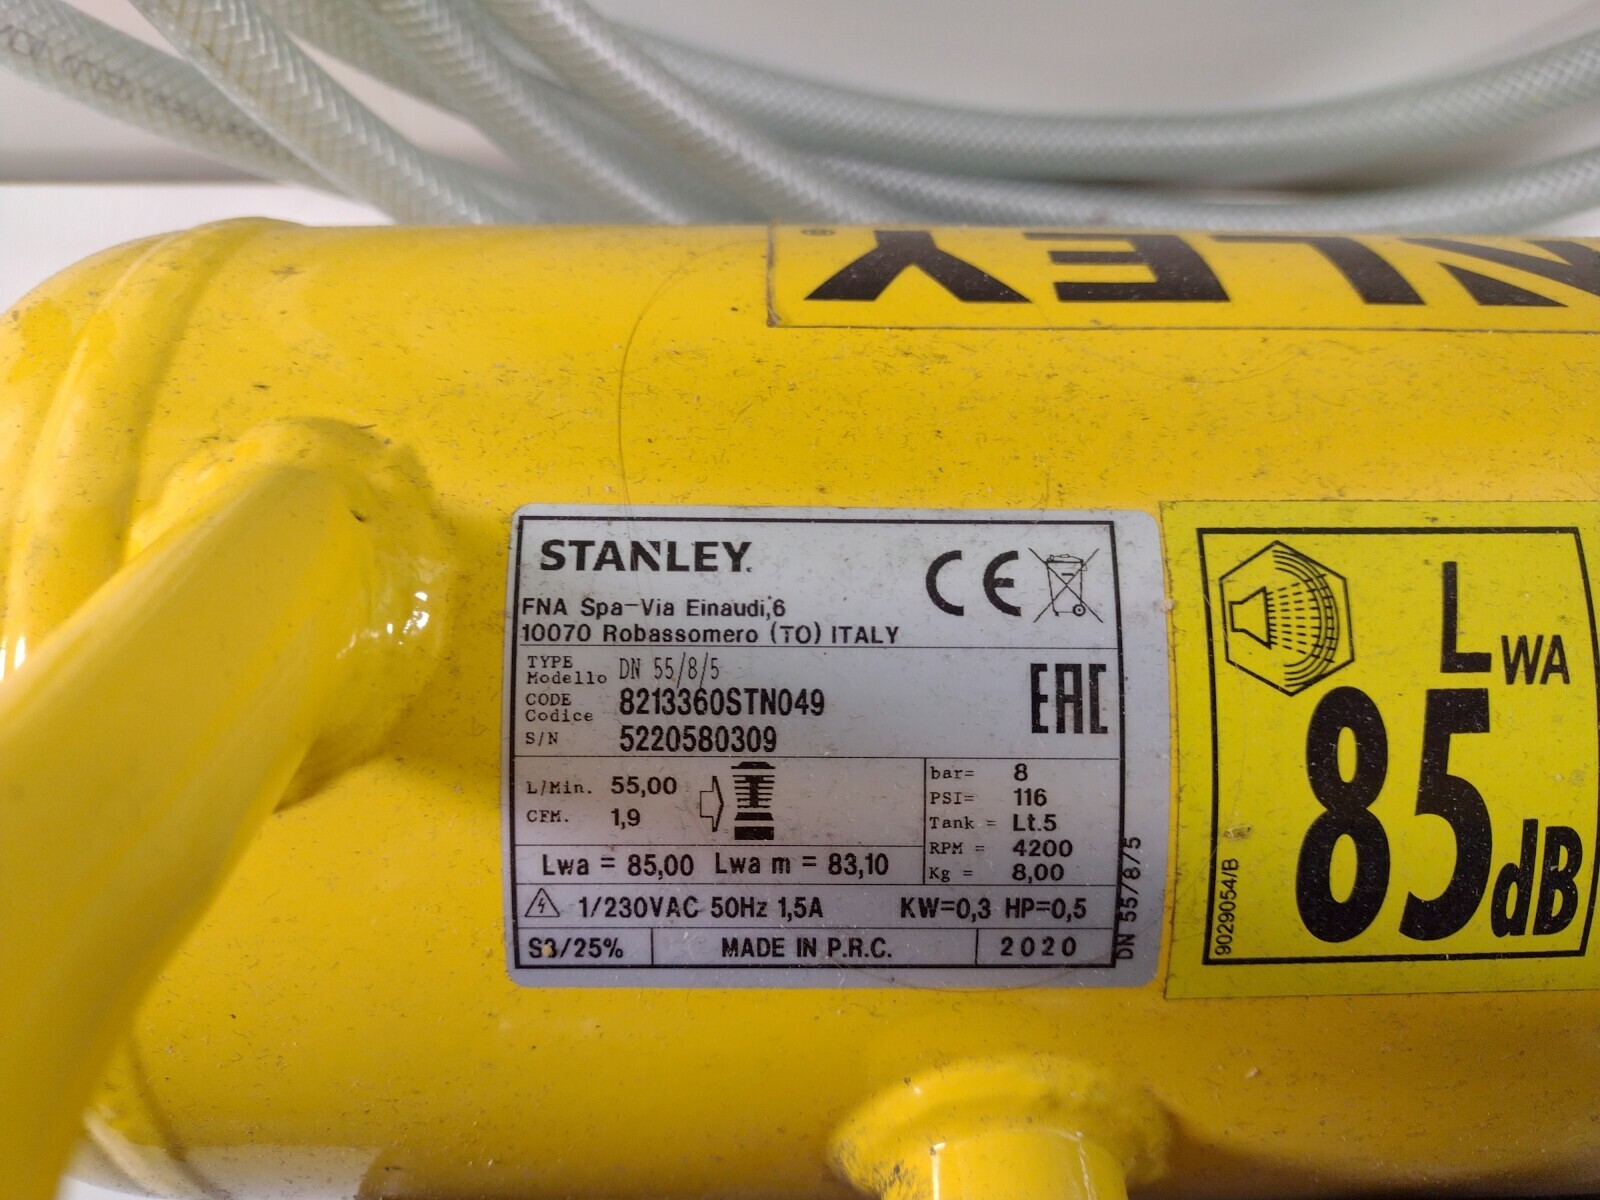 NLEY®
STANLEY.
FNA Spa-Via Einaudi,6
10070 Robassomero (TO) ITALY
CE
TYPE
Modello DN 55/8/5
CODE
Codice 8213360STN049
S/N 5220580309
EAC
L/Min. 55,00
CFM. 1,9
Lwa = 85,00 Lwa m = 83,10
bar= 8
PSI= 116
Tank = Lt.5
RPM = 4200
Kg = 8,00
1/230VAC 50Hz 1,5A KW=0,3 HP=0,5
S3/25% MADE IN P.R.C. 2020
DN 55/8/5
LWA
85dB
9029054/B